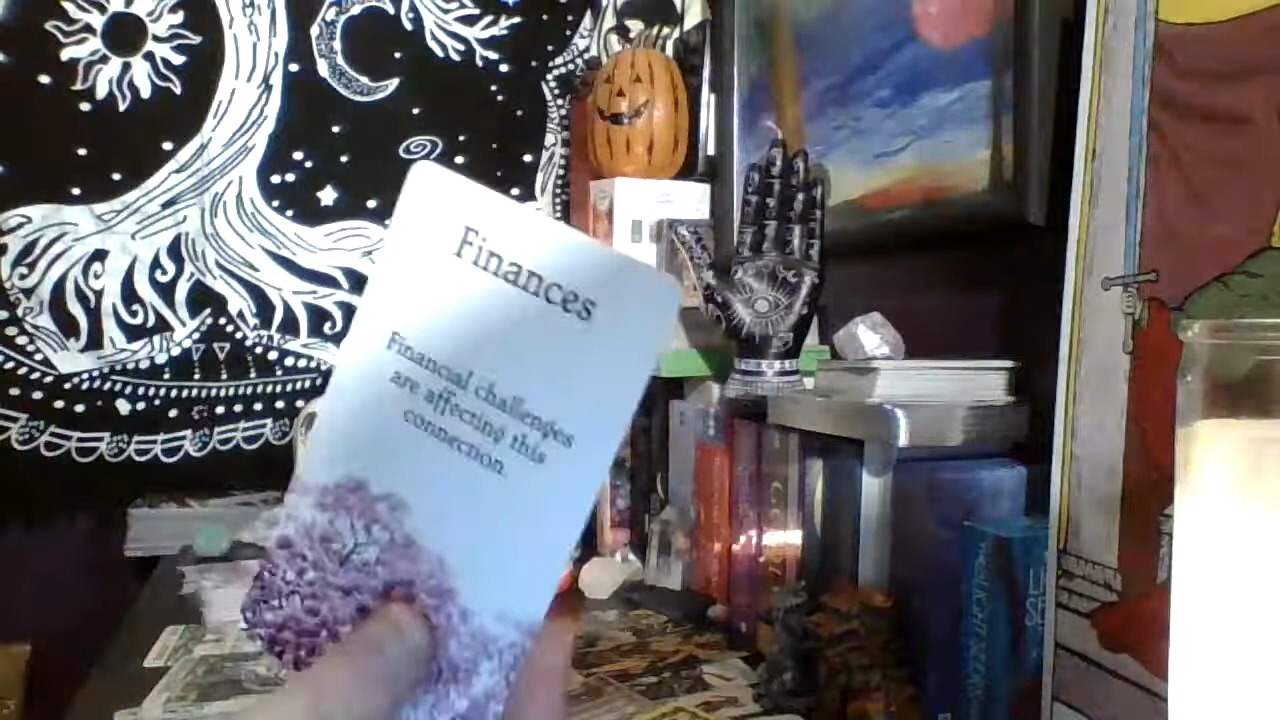 Finances
Financial challenges
are affecting this
connection.